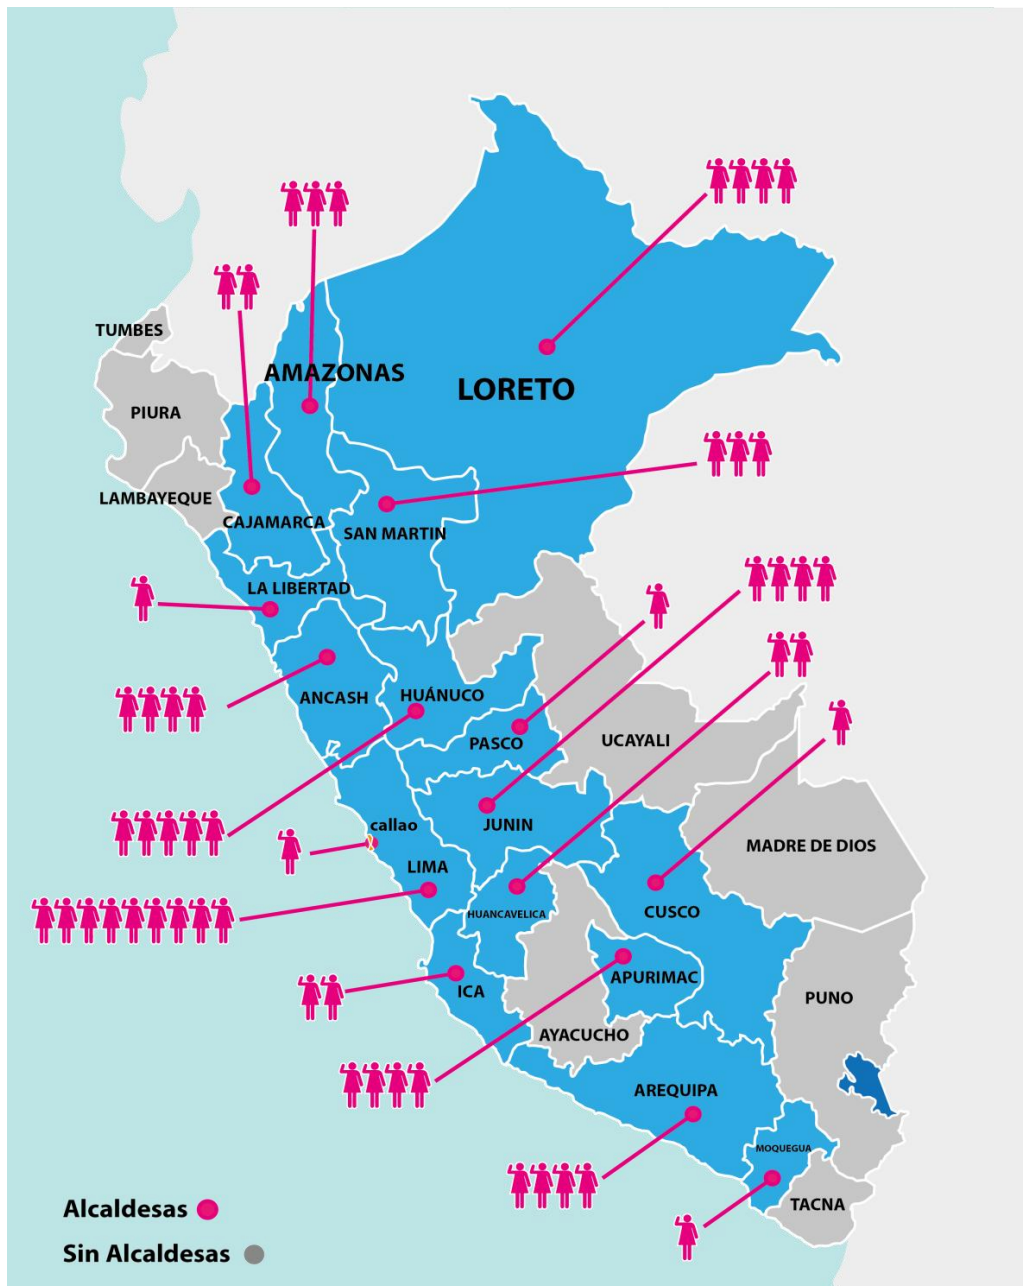 TUMBES
AMAZONAS
LORETO
PIURA
LAMBAYEQUE
CAJAMARCA
SAN MARTIN
LA LIBERTAD
ANCASH
HUÁNUCO
PASCO
UCAYALI
callao
JUNIN
MADRE DE DIOS
LIMA
HUANCAVELICA
CUSCO
ICA
APURIMAC
PUNO
AYACUCHO
AREQUIPA
MOQUEGUA
TACNA
Alcaldesas
Sin Alcaldesas